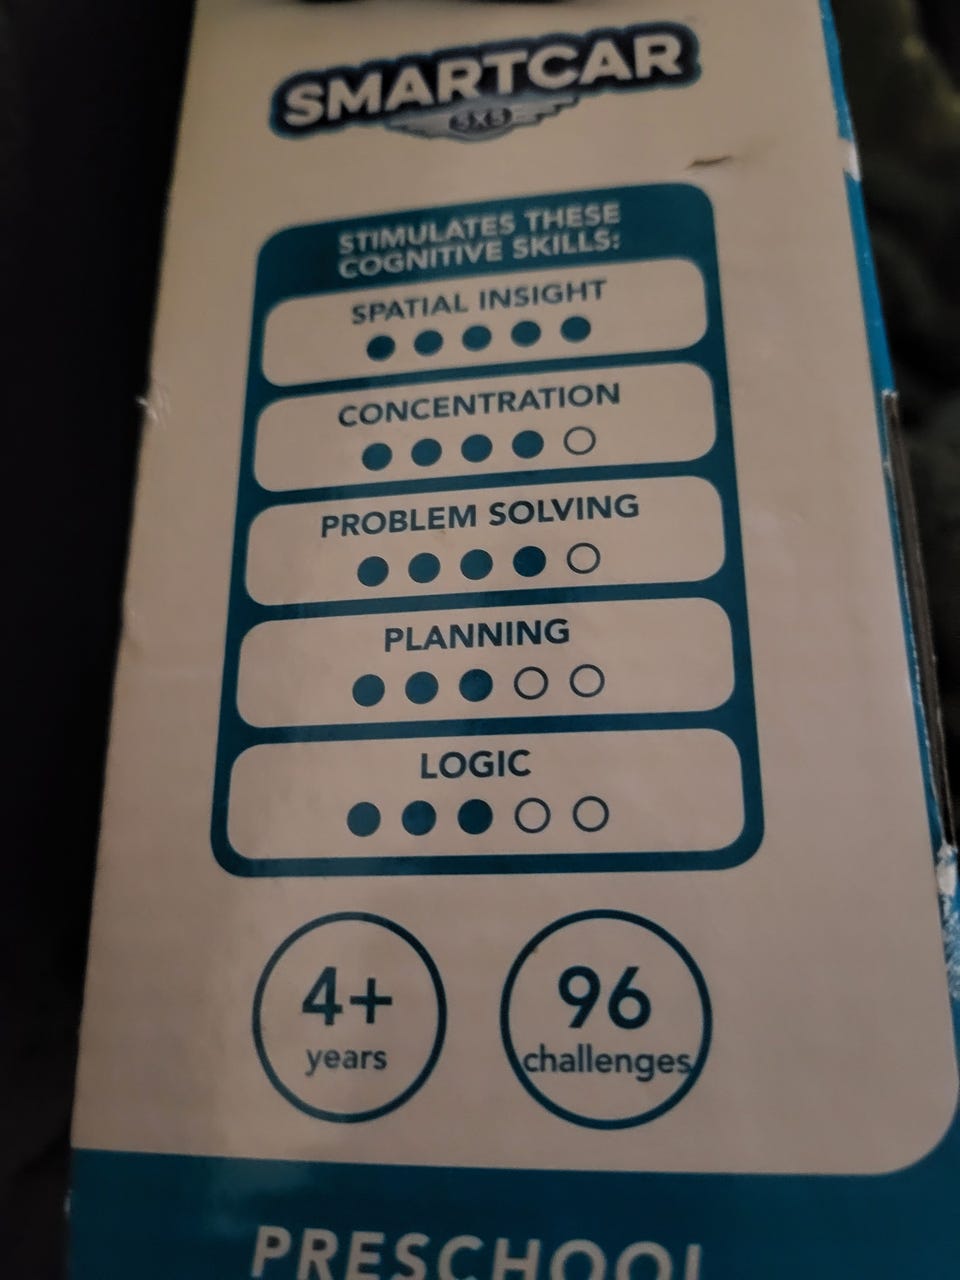 SMARTCAR
5X5
STIMULATES THESE
COGNITIVE SKILLS:
SPATIAL INSIGHT
CONCENTRATION
PROBLEM SOLVING
PLANNING
LOGIC
4+
years
96
challenges
PRESCHOOL